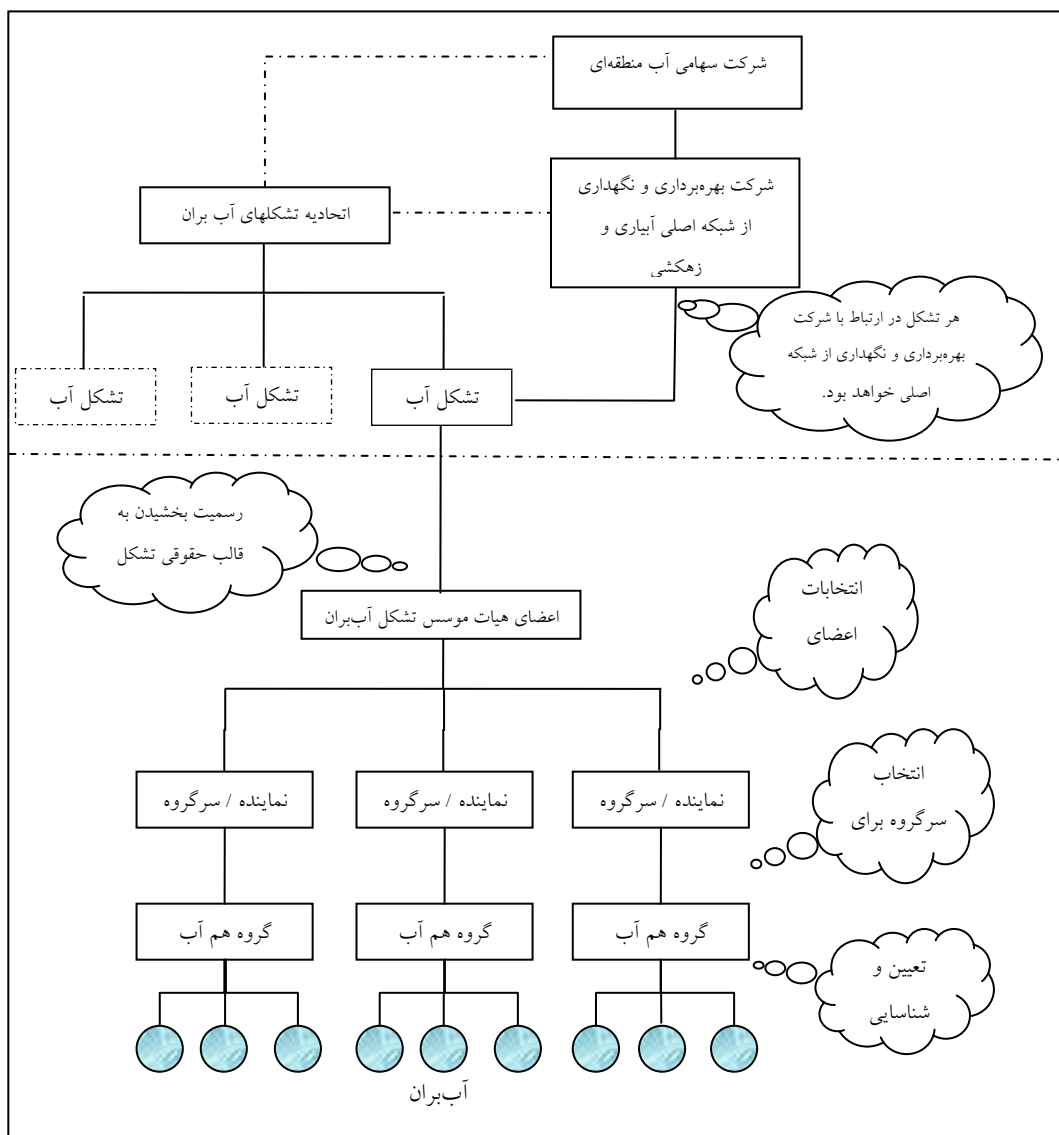 شرکت سهامی آب منطقه‌ای
شرکت بهره‌برداری و نگهداری
از شبکه اصلی آبیاری و
زهکشی
اتحادیه تشکلهای آب بران
هر تشکل در ارتباط با شرکت
بهره‌برداری و نگهداری از شبکه
اصلی خواهد بود.
تشکل آب
تشکل آب
تشکل آب
رسمیت بخشیدن به
قالب حقوقی تشکل
اعضای هیات موسس تشکل آب‌بران
انتخابات
اعضای
نماینده / سرگروه
نماینده / سرگروه
نماینده / سرگروه
انتخاب
سرگروه برای
گروه هم آب
گروه هم آب
گروه هم آب
تعیین و
شناسایی
آب‌بران